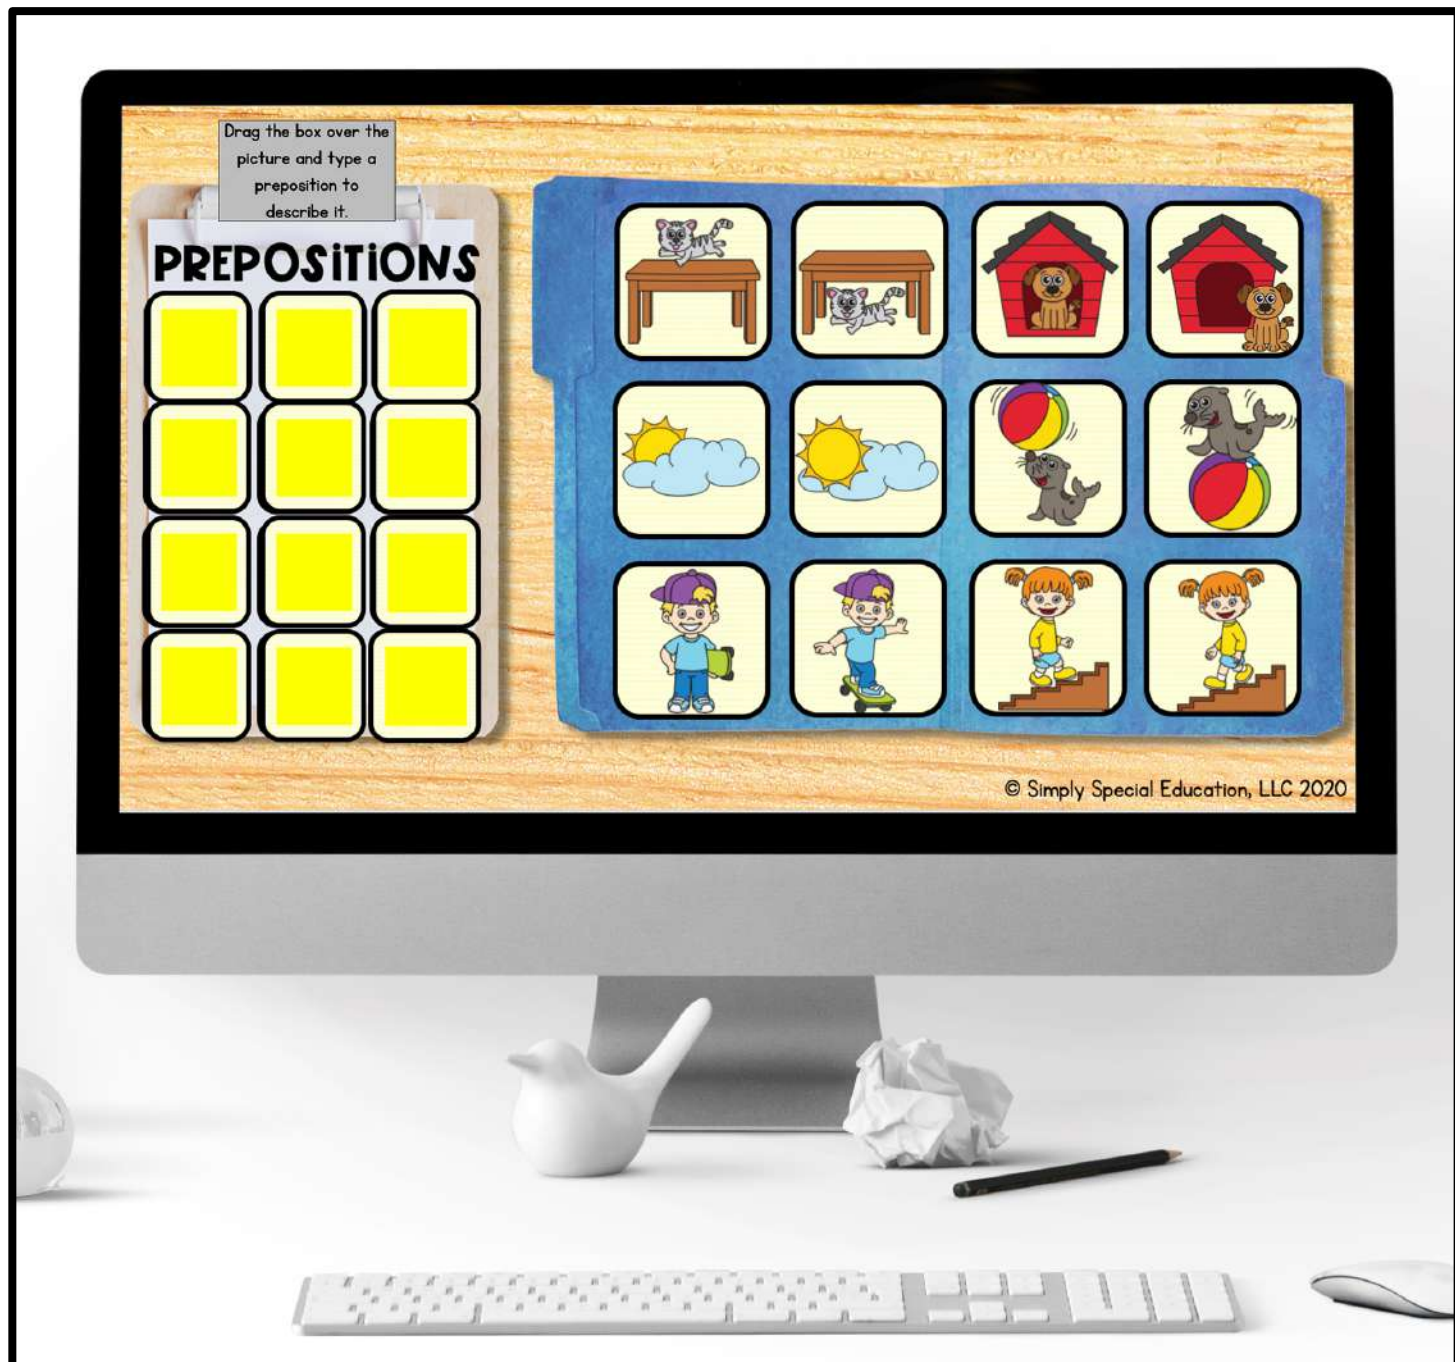 Drag the box over the
picture and type a
preposition to
describe it.
PREPOSITIONS
© Simply Special Education, LLC 2020